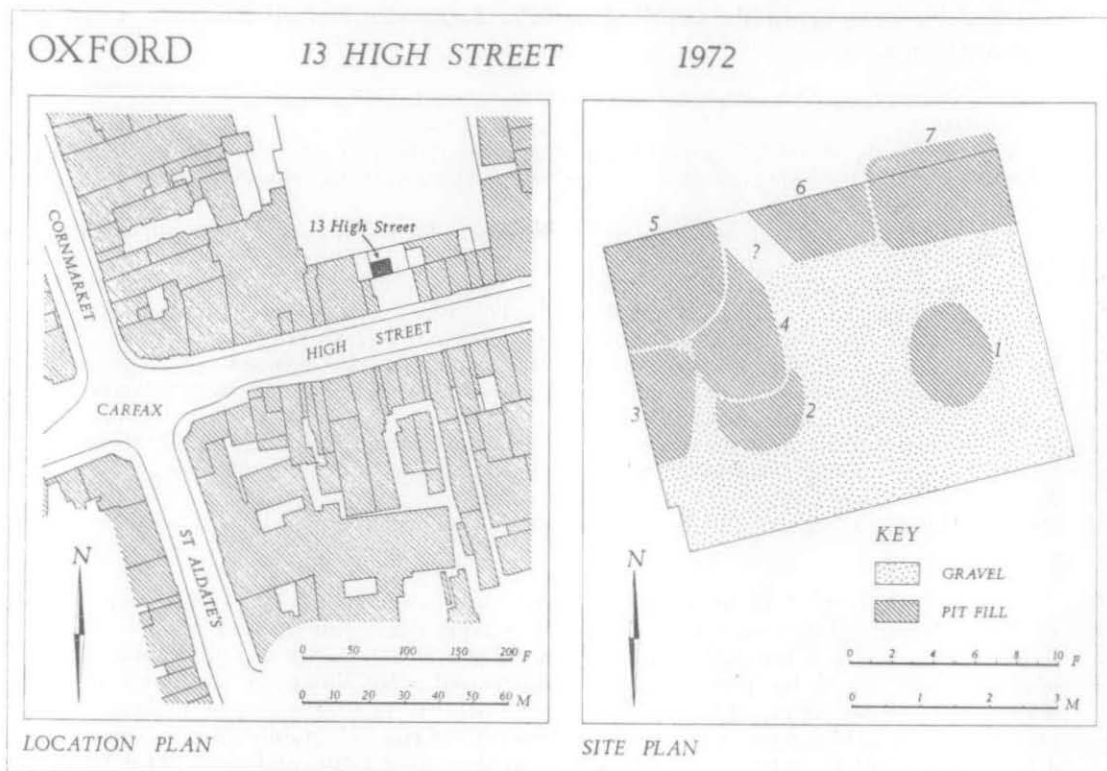 OXFORD 13 HIGH STREET 1972
CORNMARKET
13 High Street
HIGH STREET
CARFAX
ST ALDATE'S
N
0 50 100 150 200 F
0 10 20 30 40 50 60 M
LOCATION PLAN
7
6
5
?
4
1
2
3
KEY
GRAVEL
PIT FILL
N
0 2 4 6 8 10 F
0 1 2 3 M
SITE PLAN